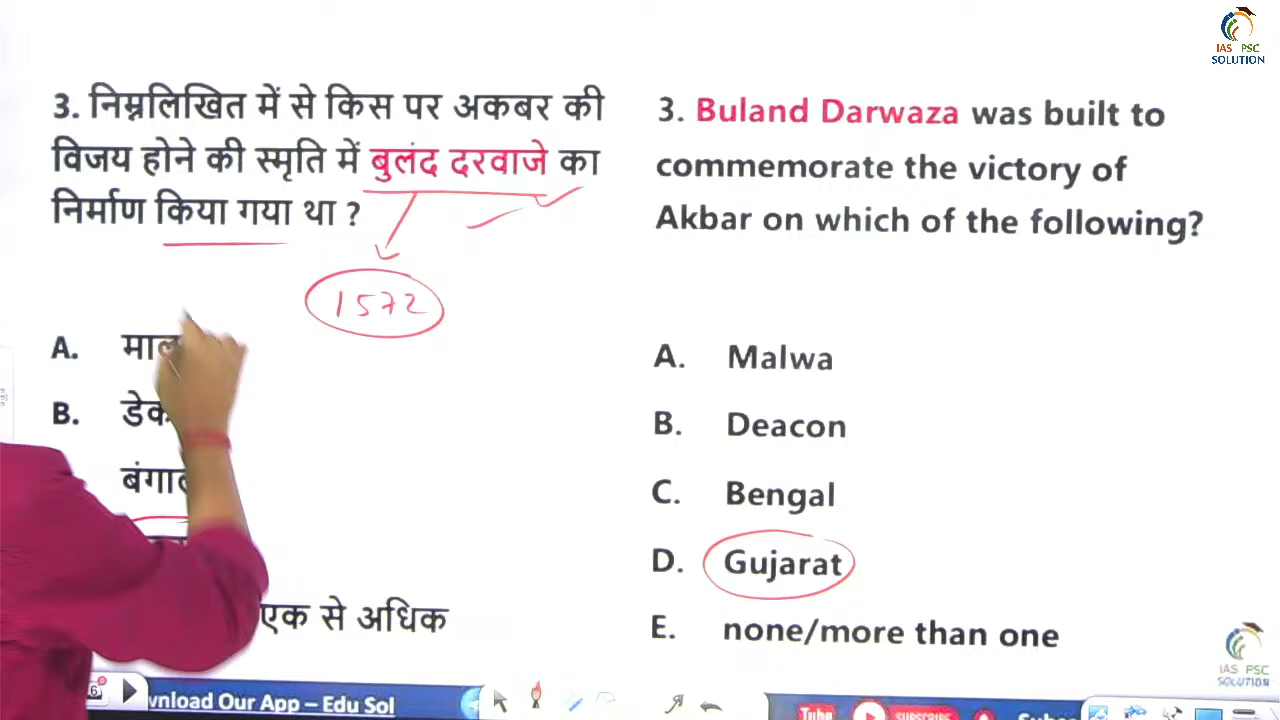 IAS PSC
SOLUTION
3. निम्नलिखित में से किस पर अकबर की
विजय होने की स्मृति में बुलंद दरवाजे का
निर्माण किया गया था ?
1572
A.
B.
बंगाल
एक से अधिक
3. Buland Darwaza was built to
commemorate the victory of
Akbar on which of the following?
A. Malwa
B. Deacon
C. Bengal
D. Gujarat
E. none/more than one
IAS PSC
SOLUTION
Our App – Edu Sol